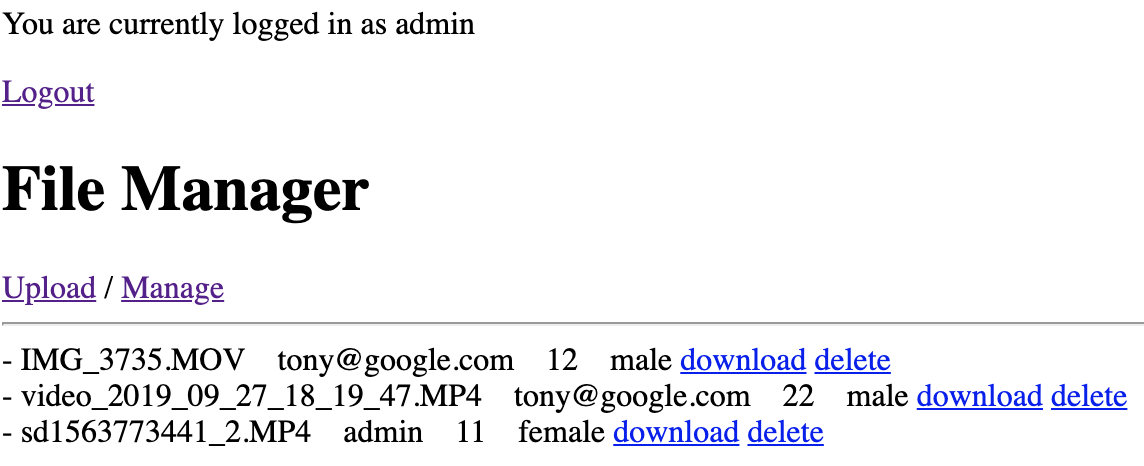 You are currently logged in as admin
Logout
File Manager
Upload / Manage
- IMG_3735.MOV tony@google.com 12 male download delete
- video_2019_09_27_18_19_47.MP4 tony@google.com 22 male download delete
- sd1563773441_2.MP4 admin 11 female download delete